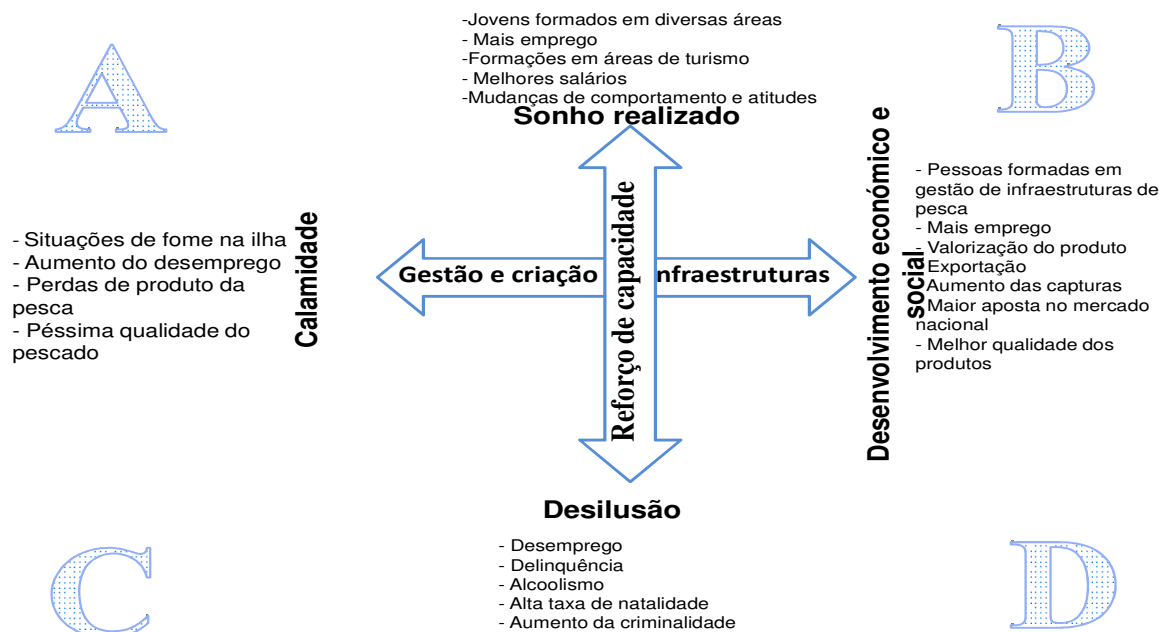 -Jovens formados em diversas áreas
- Mais emprego
-Formações em áreas de turismo
- Melhores salários
-Mudanças de comportamento e atitudes
Sonho realizado
A
B
- Situações de fome na ilha
- Aumento do desemprego
- Perdas de produto da
pesca
- Péssima qualidade do
pescado
Calamidade
Gestão e criação nfraestruturas
Reforço de capacidade
Desenvolvimento económico e
social
- Pessoas formadas em
gestão de infraestruturas de
pesca
- Mais emprego
- Valorização do produto
Exportação
Aumento das capturas
Maior aposta no mercado
nacional
- Melhor qualidade dos
produtos
Desilusão
- Desemprego
- Delinquência
- Alcoolismo
- Alta taxa de natalidade
- Aumento da criminalidade
C
D